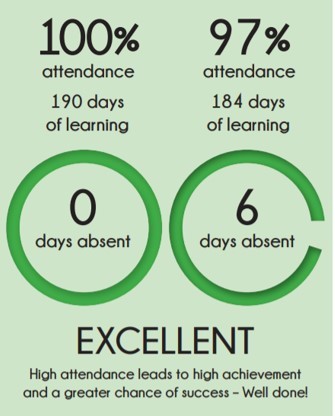 100%
attendance
190 days
of learning
0
days absent
97%
attendance
184 days
of learning
6
days absent
EXCELLENT
High attendance leads to high achievement
and a greater chance of success – Well done!